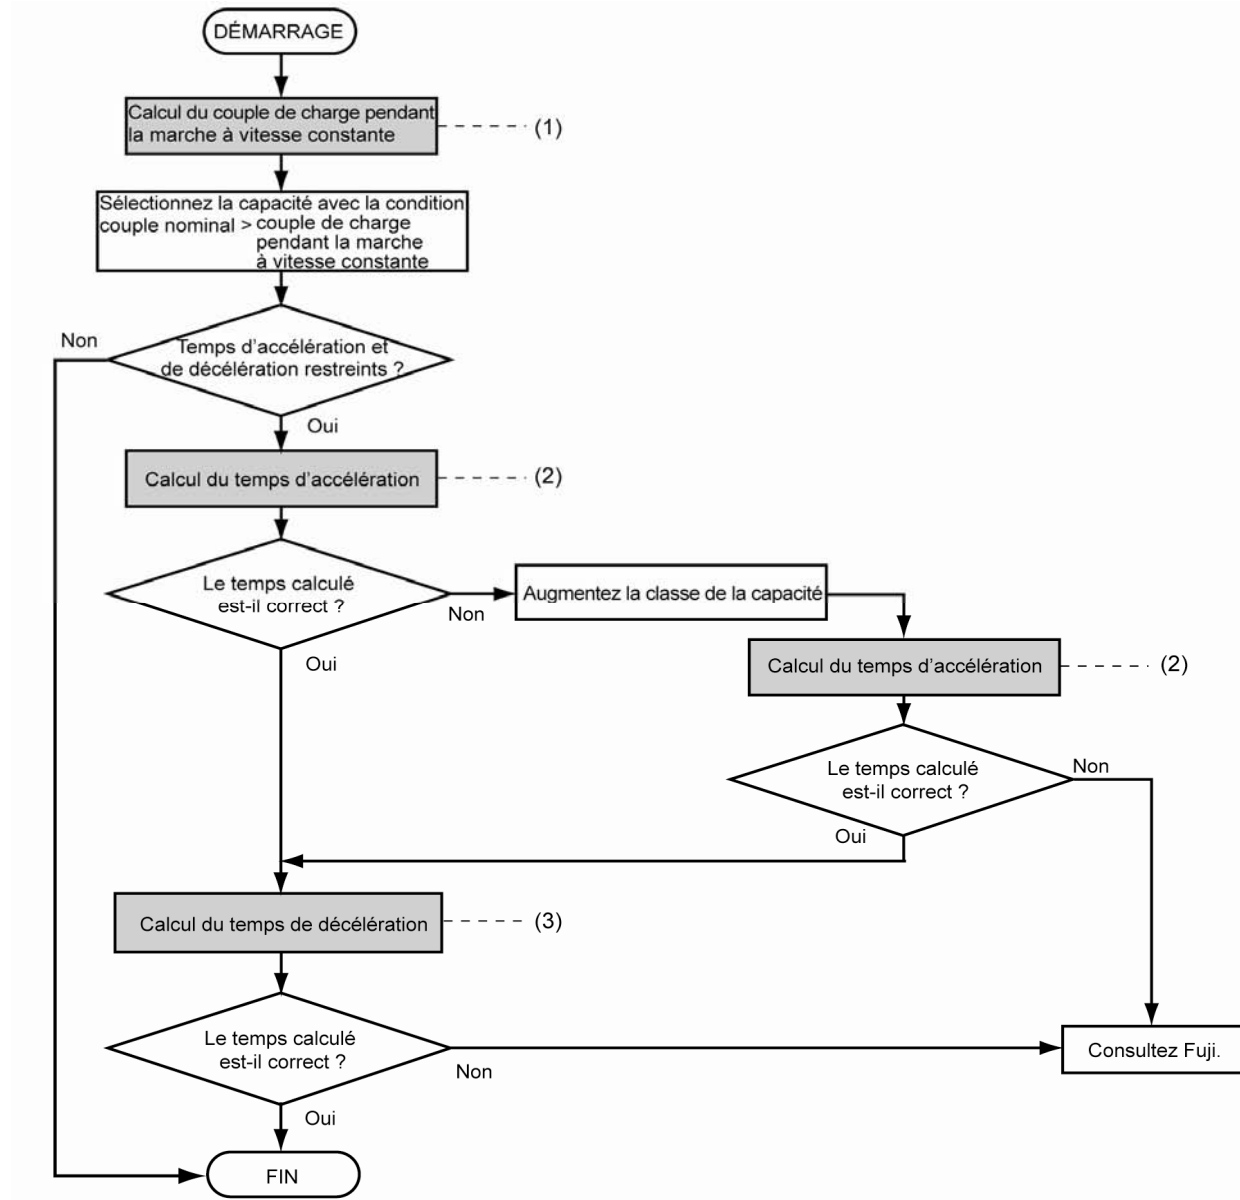 DÉMARRAGE
Calcul du couple de charge pendant
la marche à vitesse constante
(1)
Sélectionnez la capacité avec la condition
couple nominal > couple de charge
pendant la marche
à vitesse constante
Non
Temps d’accélération et
de décélération restreints ?
Oui
Calcul du temps d’accélération
(2)
Le temps calculé
est-il correct ?
Non
Augmentez la classe de la capacité
Oui
Calcul du temps d’accélération
(2)
Le temps calculé
est-il correct ?
Non
Oui
Calcul du temps de décélération
(3)
Le temps calculé
est-il correct ?
Non
Consultez Fuji.
Oui
FIN